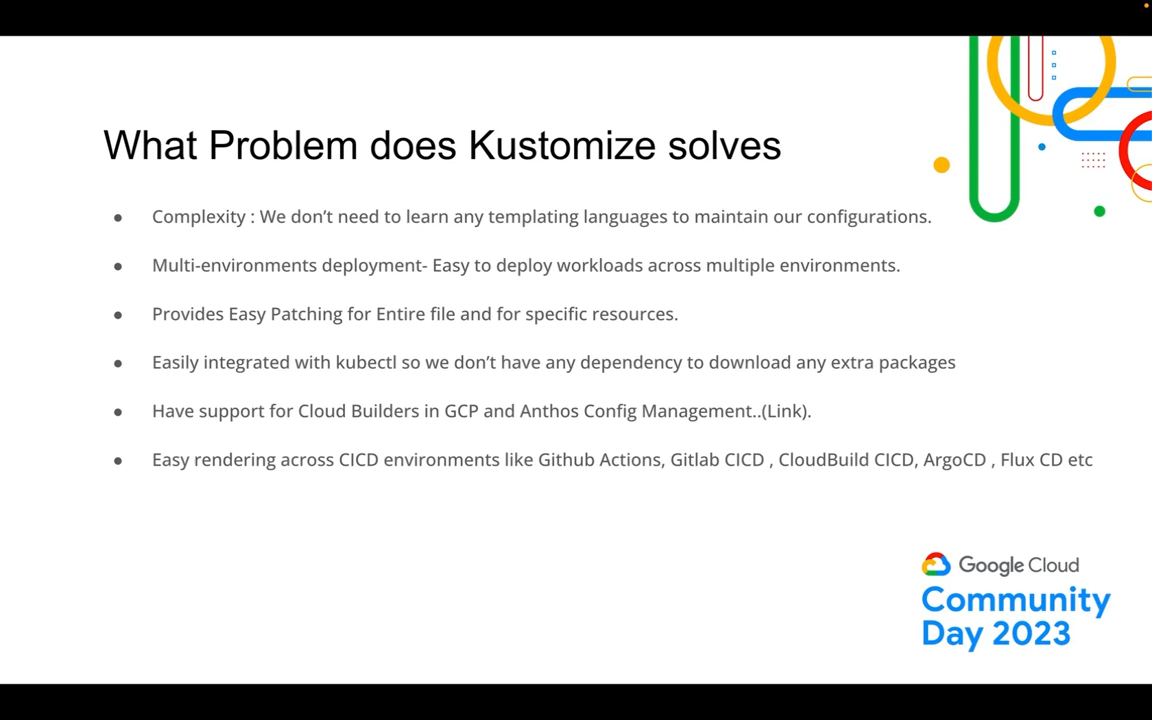 What Problem does Kustomize solves
● Complexity : We don’t need to learn any templating languages to maintain our configurations.
● Multi-environments deployment- Easy to deploy workloads across multiple environments.
● Provides Easy Patching for Entire file and for specific resources.
● Easily integrated with kubectl so we don’t have any dependency to download any extra packages
● Have support for Cloud Builders in GCP and Anthos Config Management..(Link).
● Easy rendering across CICD environments like Github Actions, Gitlab CICD , CloudBuild CICD, ArgoCD , Flux CD etc
Google Cloud
Community
Day 2023